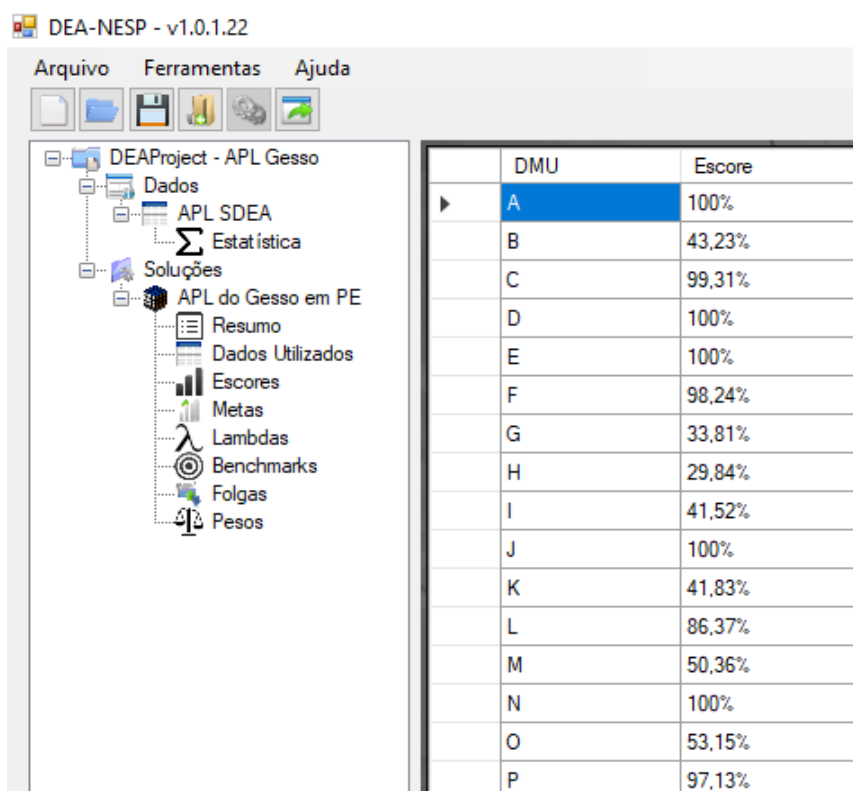 DEA-NESP - v1.0.1.22
Arquivo Ferramentas Ajuda
DEAProject - APL Gesso
Dados
APL SDEA
Estatística
Soluções
APL do Gesso em PE
Resumo
Dados Utilizados
Escores
Metas
Lambdas
Benchmarks
Folgas
Pesos
DMU Escore
A 100%
B 43,23%
C 99,31%
D 100%
E 100%
F 98,24%
G 33,81%
H 29,84%
I 41,52%
J 100%
K 41,83%
L 86,37%
M 50,36%
N 100%
O 53,15%
P 97,13%